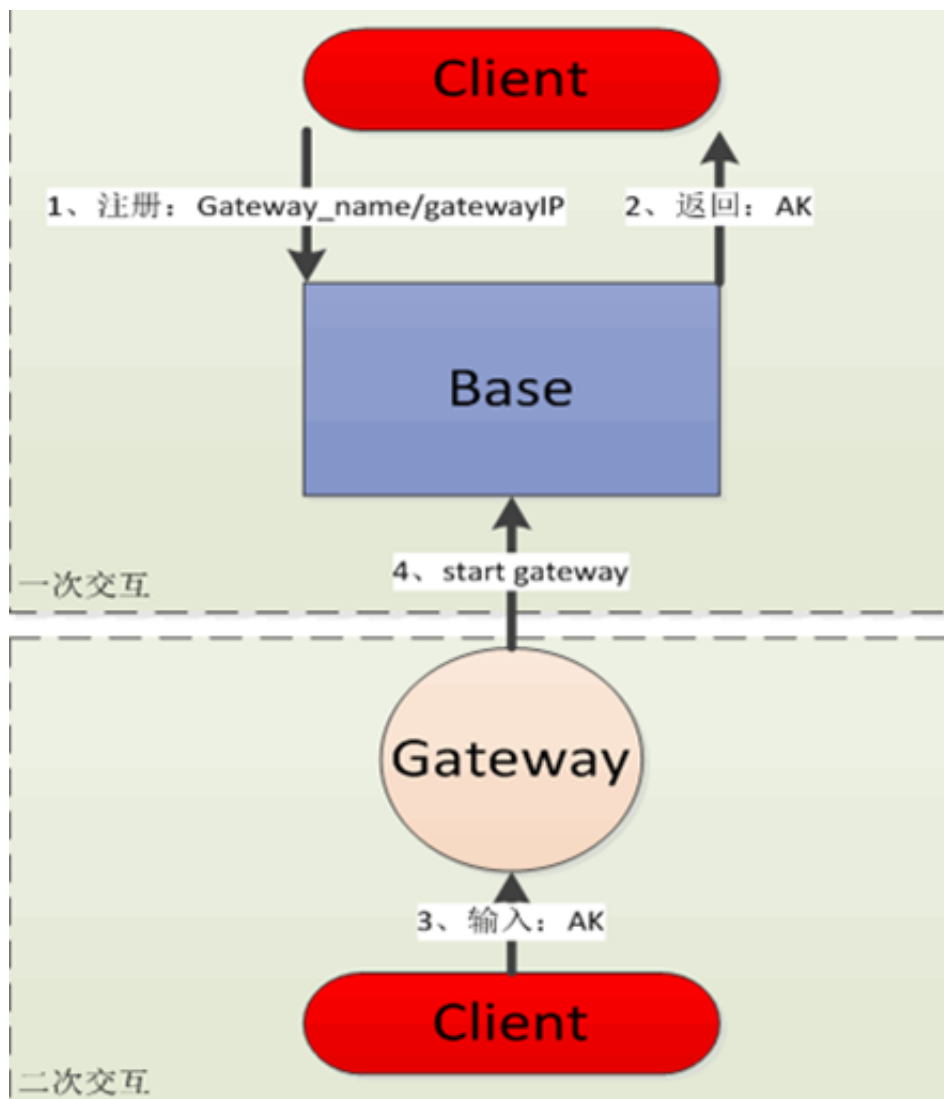 Client
1、注册：Gateway_name/gatewayIP
2、返回：AK
Base
4、start gateway
一次交互
Gateway
3、输入：AK
Client
二次交互